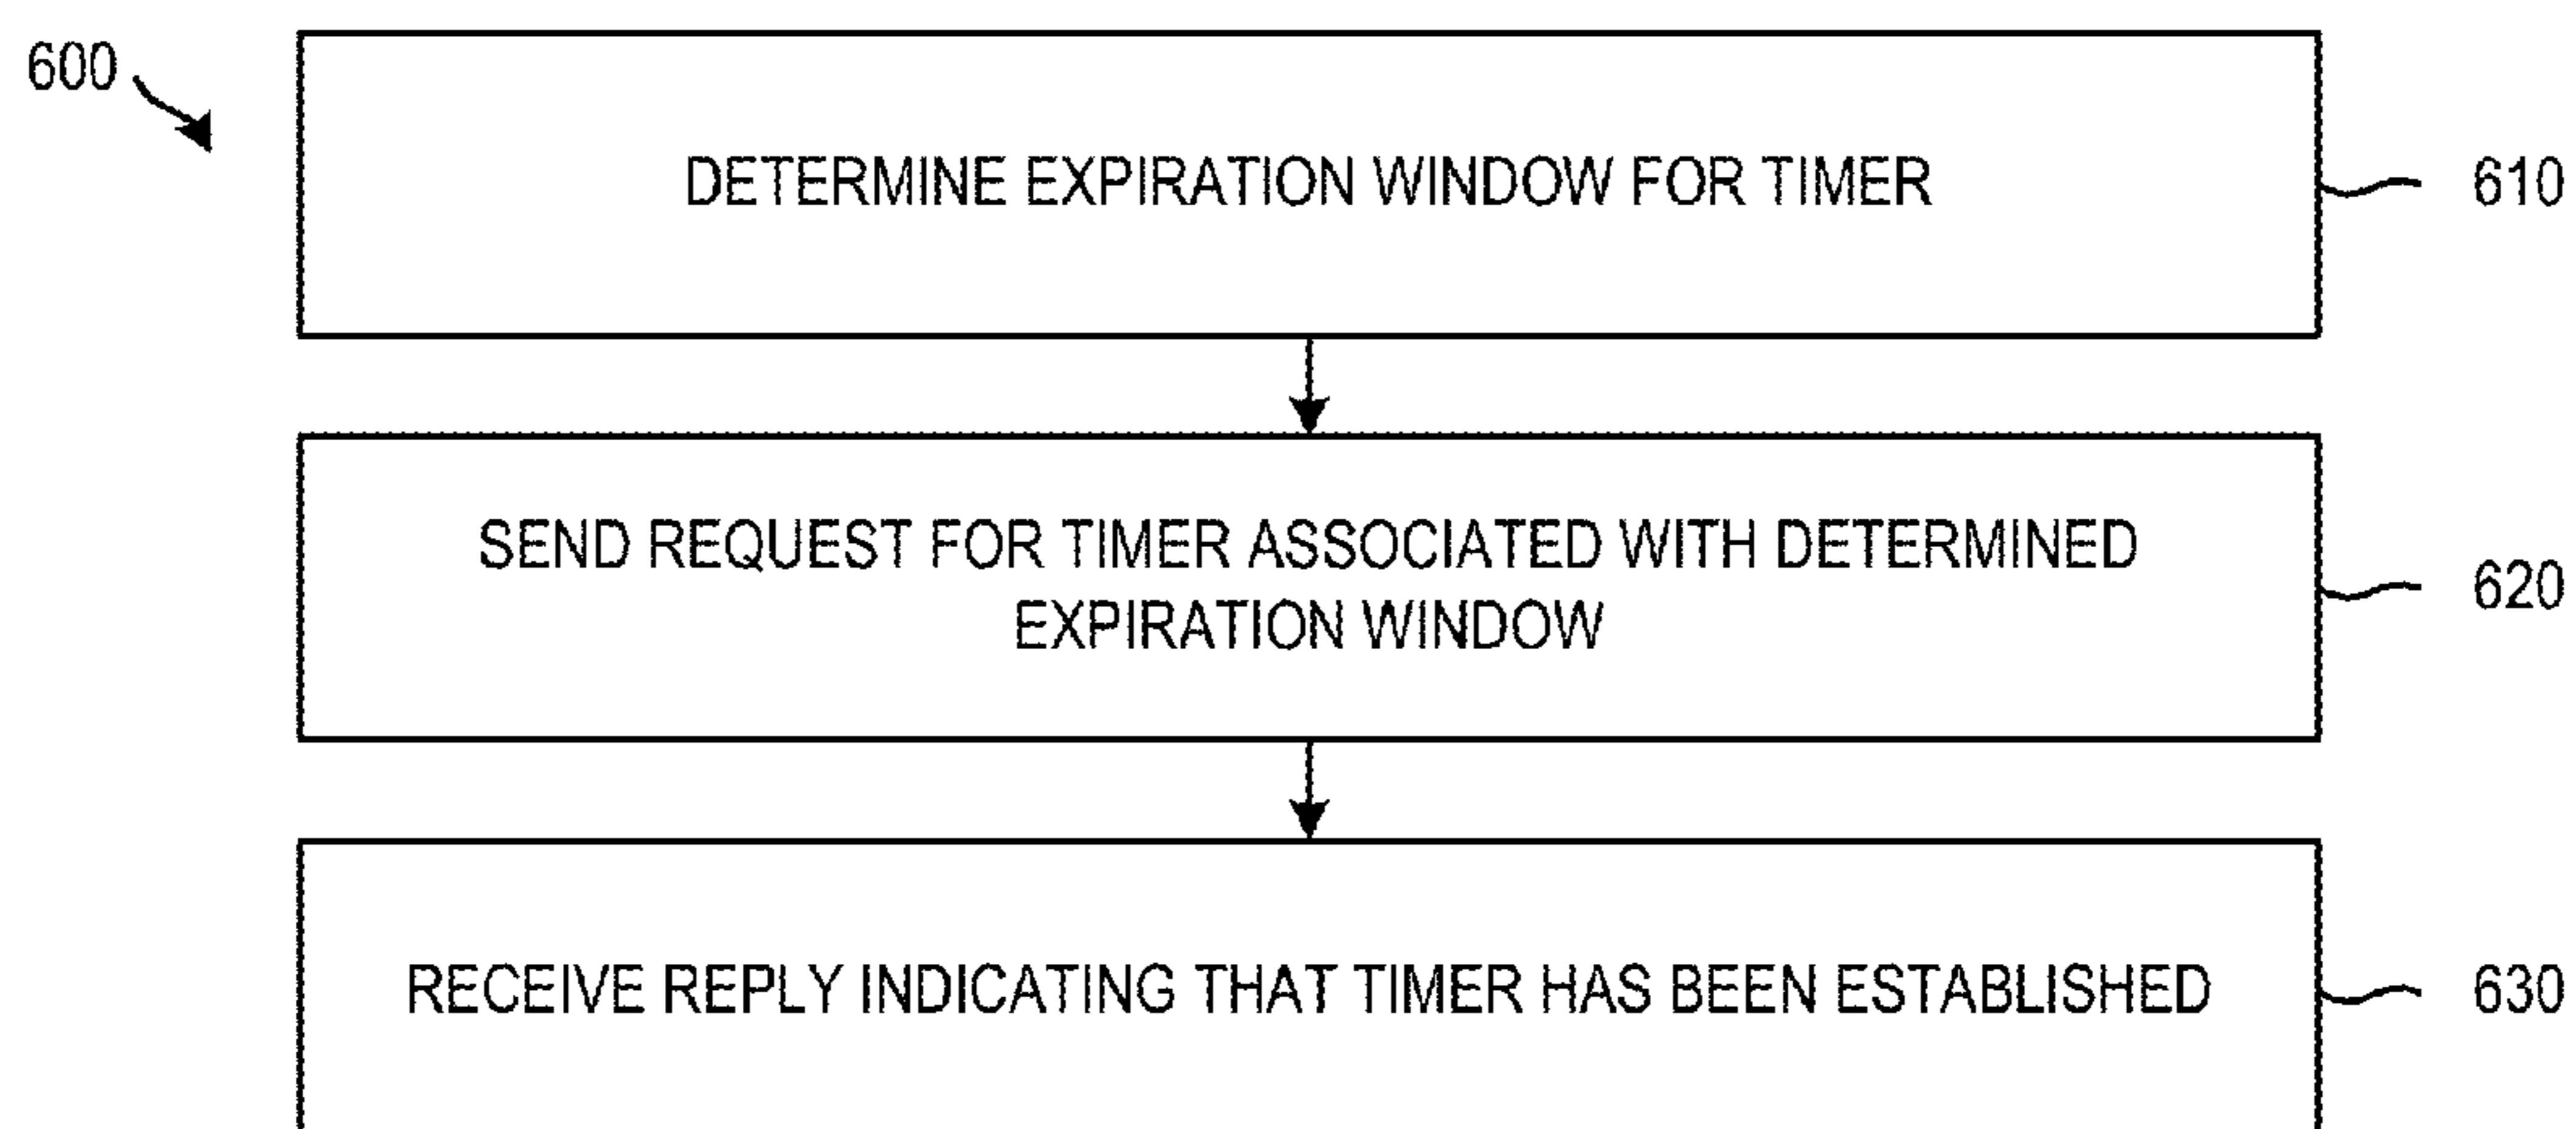 600
DETERMINE EXPIRATION WINDOW FOR TIMER
610
SEND REQUEST FOR TIMER ASSOCIATED WITH DETERMINED
EXPIRATION WINDOW
620
RECEIVE REPLY INDICATING THAT TIMER HAS BEEN ESTABLISHED
630